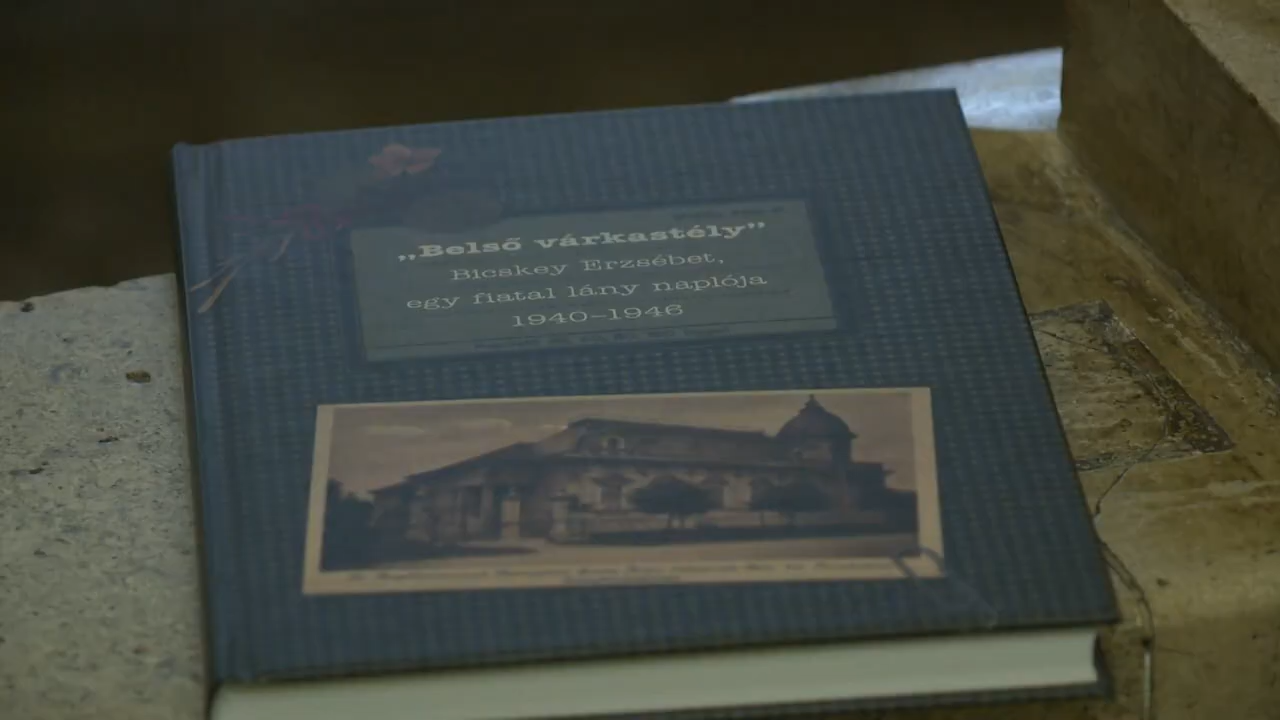 „Belső várkastély”
Bicskey Erzsébet,
egy fiatal lány naplója
1940–1946